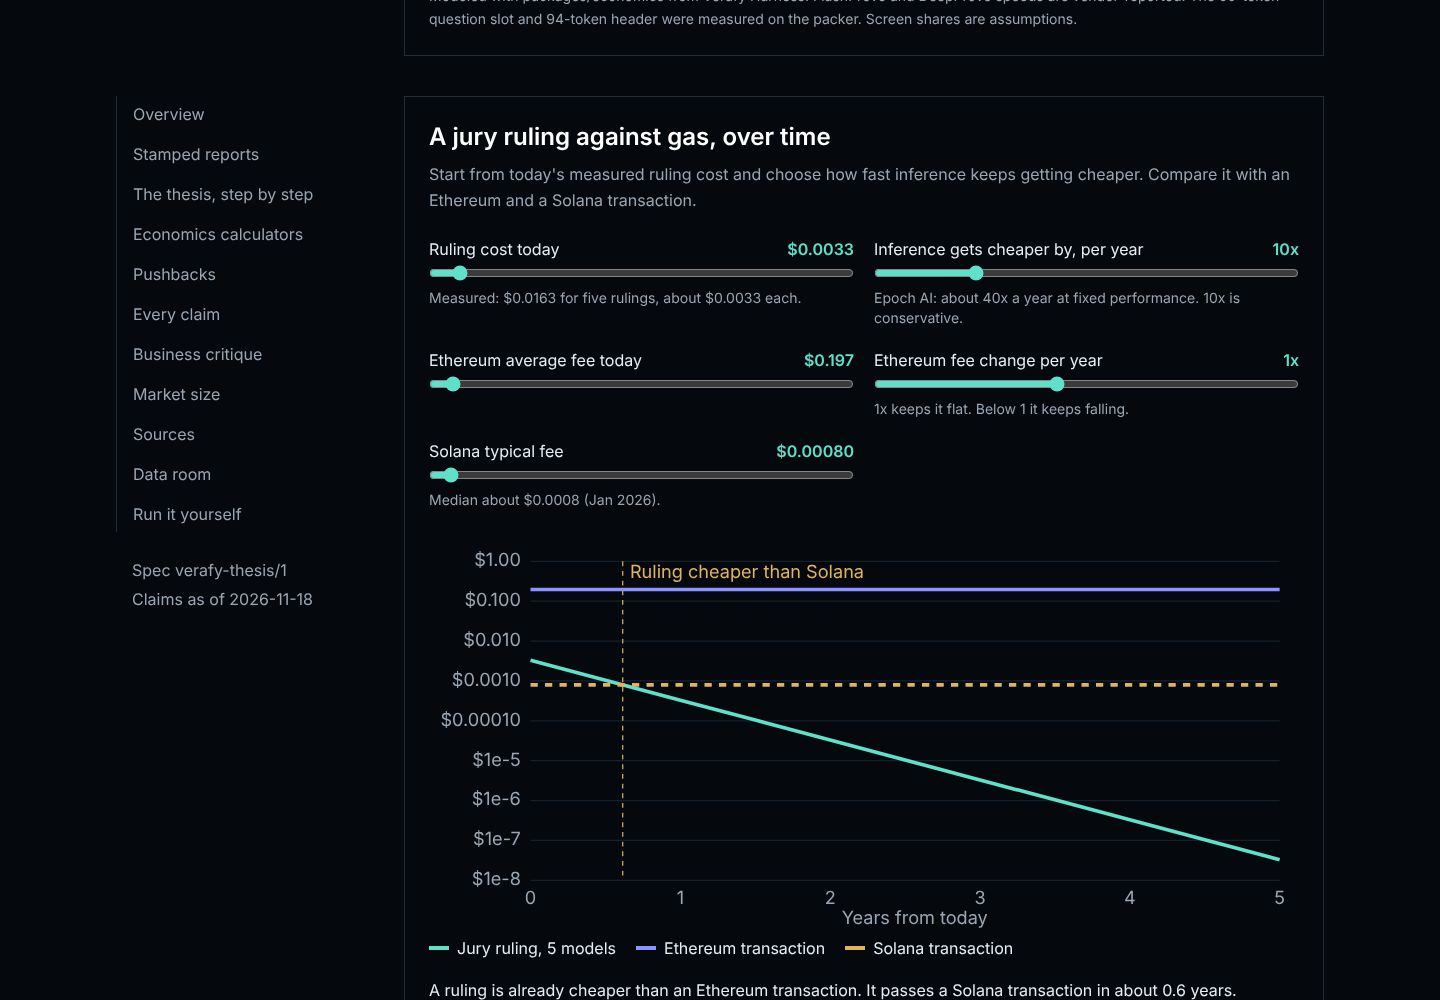 question slot and 94-token header were measured on the packer. Screen shares are assumptions.
Overview
Stamped reports
The thesis, step by step
Economics calculators
Pushbacks
Every claim
Business critique
Market size
Sources
Data room
Run it yourself
Spec verafy-thesis/1
Claims as of 2026-11-18
A jury ruling against gas, over time
Start from today's measured ruling cost and choose how fast inference keeps getting cheaper. Compare it with an
Ethereum and a Solana transaction.
Ruling cost today $0.0033
Measured: $0.0163 for five rulings, about $0.0033 each.
Inference gets cheaper by, per year 10x
Epoch AI: about 40x a year at fixed performance. 10x is
conservative.
Ethereum average fee today $0.197
Ethereum fee change per year 1x
1x keeps it flat. Below 1 it keeps falling.
Solana typical fee $0.00080
Median about $0.0008 (Jan 2026).
$1.00
Ruling cheaper than Solana
$0.100
$0.010
$0.0010
$0.00010
$1e-5
$1e-6
$1e-7
$1e-8
0 1 2 3 4 5
Years from today
Jury ruling, 5 models Ethereum transaction Solana transaction
A ruling is already cheaper than an Ethereum transaction. It passes a Solana transaction in about 0.6 years.